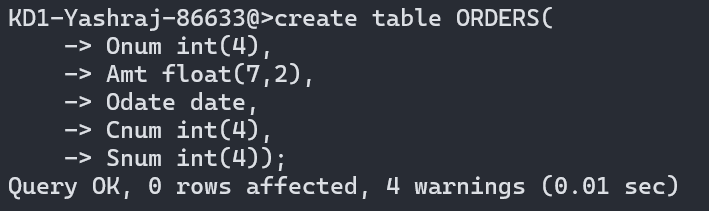 KD1-Yashraj-86633@>create table ORDERS(
    -> Onum int(4),
    -> Amt float(7,2),
    -> Odate date,
    -> Cnum int(4),
    -> Snum int(4));
Query OK, 0 rows affected, 4 warnings (0.01 sec)